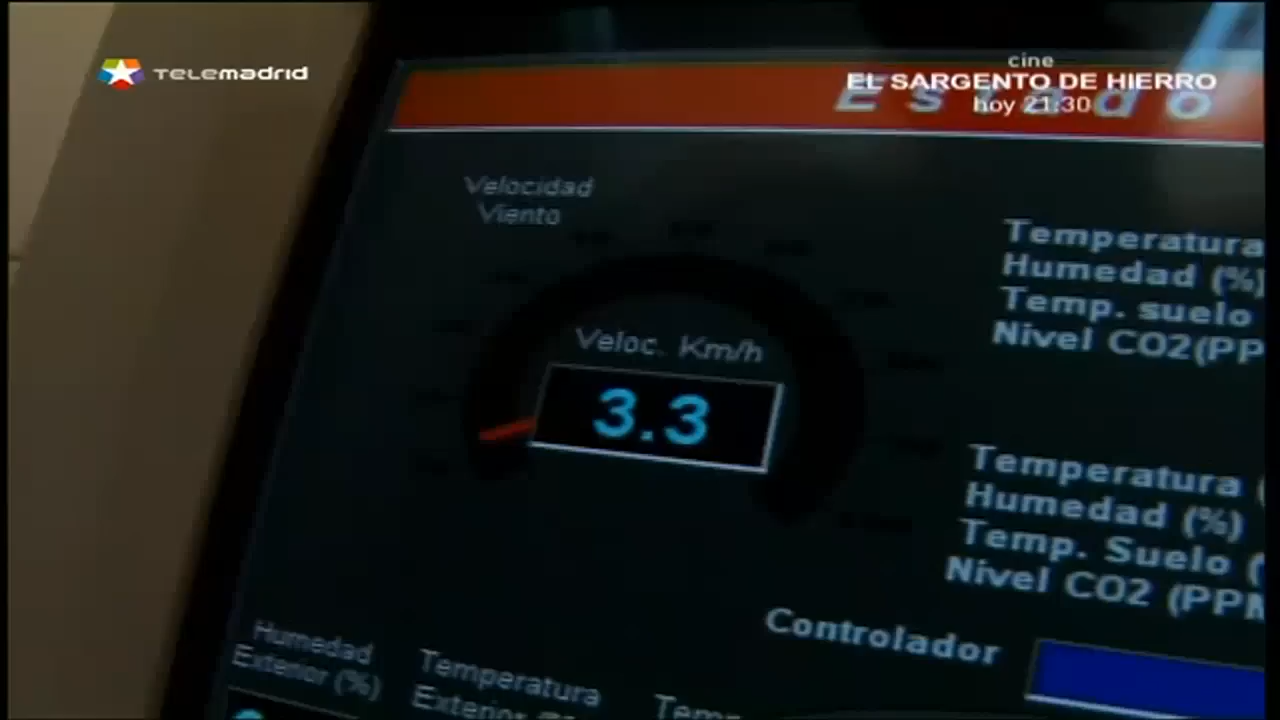 TELEMADRID
cine
EL SARGENTO DE HIERRO
hoy 21:30
Estado
Velocidad
Viento
Veloc. Km/h
3.3
Temperatura
Humedad (%)
Temp. suelo
Nivel CO2(PP
Temperatura (
Humedad (%)
Temp. Suelo (
Nivel CO2 (PPM
Controlador
Humedad
Exterior (%)
Temperatura
Exterior